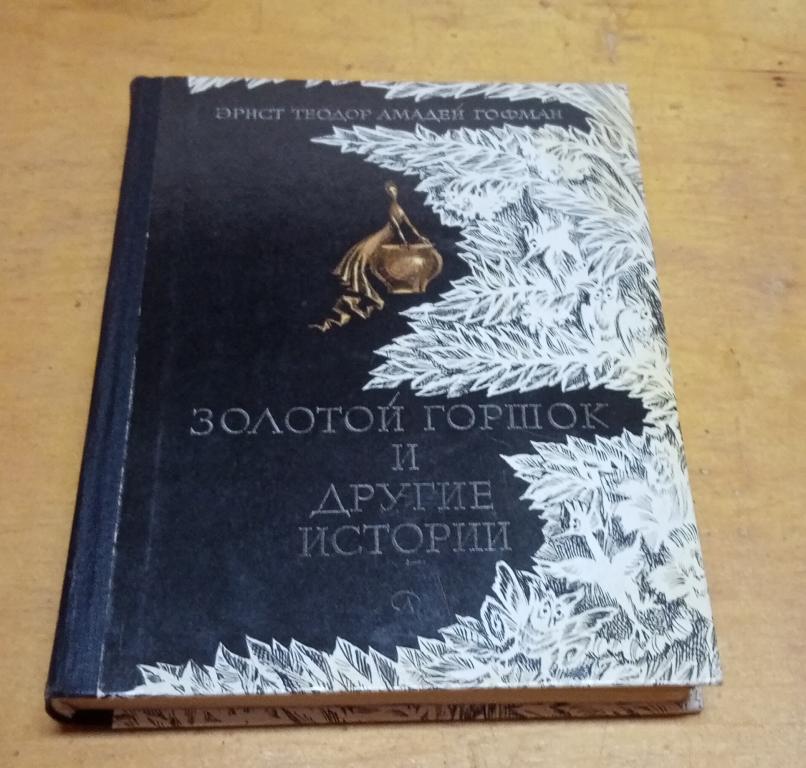 ЭРНСТ ТЕОДОР АМАДЕЙ ГОФМАН
ЗОЛОТОЙ ГОРШОК
И
ДРУГИЕ
ИСТОРИИ